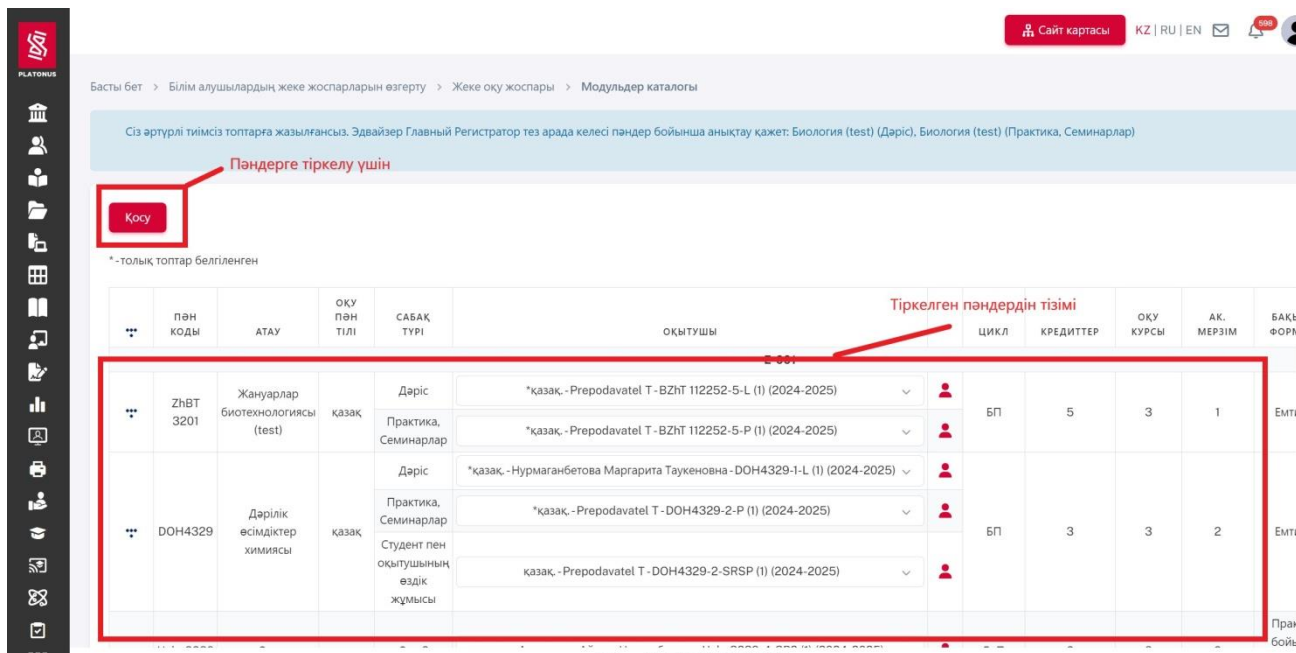 Сайт картасы
KZ | RU | EN
598
PLATONUS
Басты бет > Білім алушылардың жеке жоспарларын өзгерту > Жеке оқу жоспары > Модульдер каталогы
Сіз әртүрлі тиімсіз топтарға жазылғансыз. Эдвайзер Главный Регистратор тез арада келесі пәндер бойынша анықтау қажет: Биология (test) (Дәріс), Биология (test) (Практика, Семинарлар)
Пәндерге тіркелу үшін
Қосу
* -толық топтар белгіленген
Тіркелген пәндердін тізімі
ПӘН КОДЫ
АТАУ
ОҚУ ПӘН ТІЛІ
САБАҚ ТҮРІ
ОҚЫТУШЫ
ЦИКЛ
КРЕДИТТЕР
ОҚУ КУРСЫ
АК. МЕРЗІМ
ZhBT 3201
Жануарлар биотехнологиясы (test)
қазақ
Дәріс
*қазақ. - Prepodavatel T - BZhT 112252-5-L (1) (2024-2025)
Практика, Семинарлар
*қазақ. - Prepodavatel T - BZhT 112252-5-P (1) (2024-2025)
БП
5
3
1
DOH4329
Дәрілік өсімдіктер химиясы
қазақ
Дәріс
*қазақ. - Нурмаганбетова Маргарита Таукеновна - DOH4329-1-L (1) (2024-2025)
Практика, Семинарлар
*қазақ. - Prepodavatel T - DOH4329-2-P (1) (2024-2025)
Студент пен оқытушының өздік жұмысы
қазақ. - Prepodavatel T - DOH4329-2-SRSP (1) (2024-2025)
БП
3
3
2